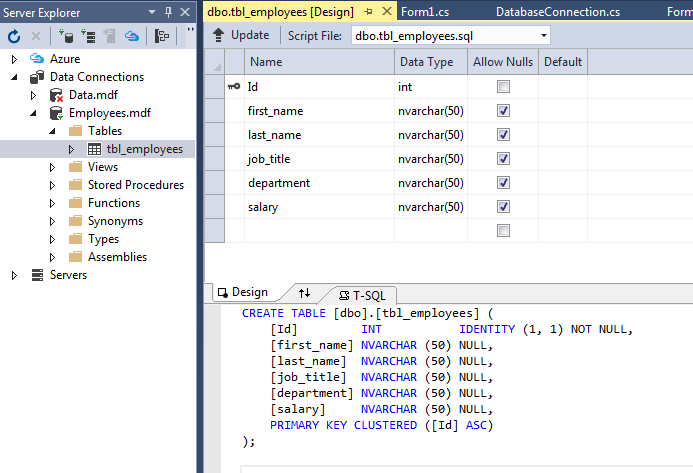 Server Explorer
Azure
Data Connections
Data.mdf
Employees.mdf
Tables
tbl_employees
Views
Stored Procedures
Functions
Synonyms
Types
Assemblies
Servers
dbo.tbl_employees [Design] Form1.cs DatabaseConnection.cs
Update Script File: dbo.tbl_employees.sql
Name Data Type Allow Nulls Default
Id int
first_name nvarchar(50)
last_name nvarchar(50)
job_title nvarchar(50)
department nvarchar(50)
salary nvarchar(50)
Design T-SQL
CREATE TABLE [dbo].[tbl_employees] (
[Id] INT IDENTITY (1, 1) NOT NULL,
[first_name] NVARCHAR (50) NULL,
[last_name] NVARCHAR (50) NULL,
[job_title] NVARCHAR (50) NULL,
[department] NVARCHAR (50) NULL,
[salary] NVARCHAR (50) NULL,
PRIMARY KEY CLUSTERED ([Id] ASC)
);